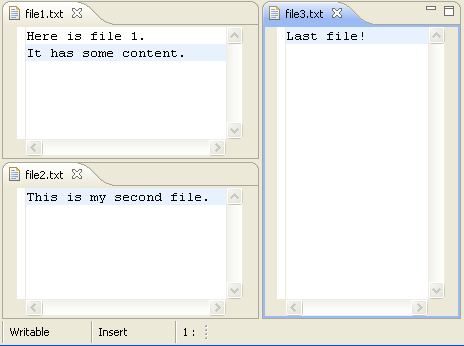 file1.txt
Here is file 1.
It has some content.
file2.txt
This is my second file.
file3.txt
Last file!
Writable
Insert
1 :